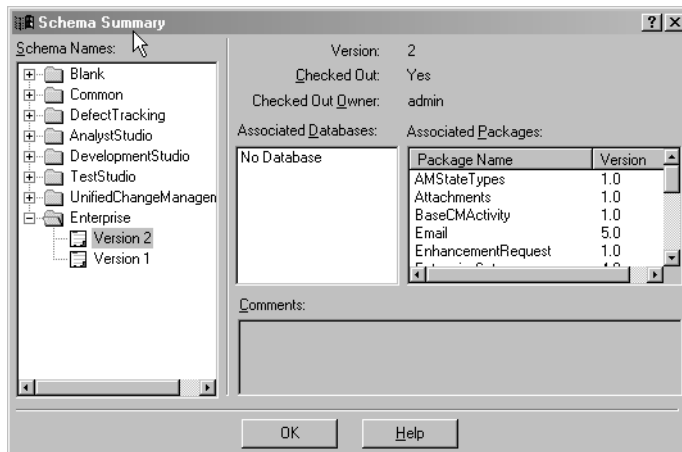 Schema Summary
Schema Names:
Blank
Common
DefectTracking
AnalystStudio
DevelopmentStudio
TestStudio
UnifiedChangeManagen
Enterprise
Version 2
Version 1
Version: 2
Checked Out: Yes
Checked Out Owner: admin
Associated Databases:
No Database
Associated Packages:
Package Name Version
AMStateTypes 1.0
Attachments 1.0
BaseCMActivity 1.0
Email 5.0
EnhancementRequest 1.0
Comments:
OK Help